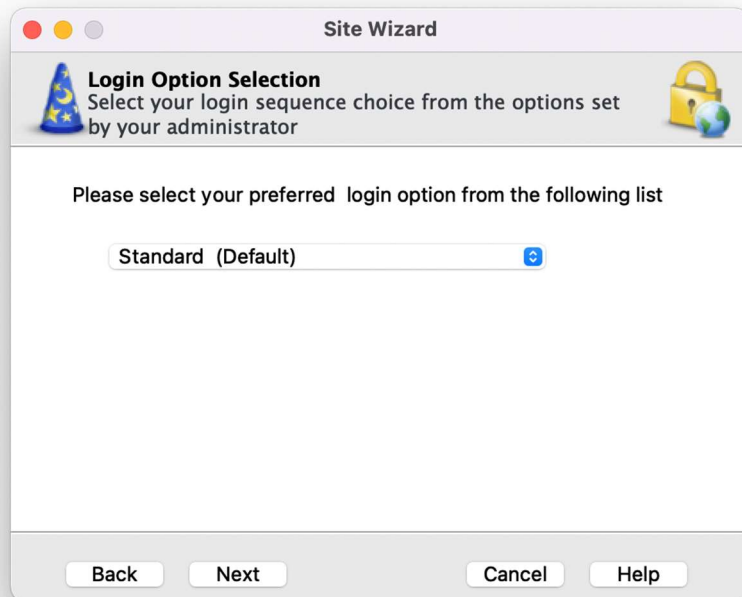 Site Wizard
Login Option Selection
Select your login sequence choice from the options set
by your administrator
Please select your preferred  login option from the following list
Standard  (Default)
Back Next Cancel Help